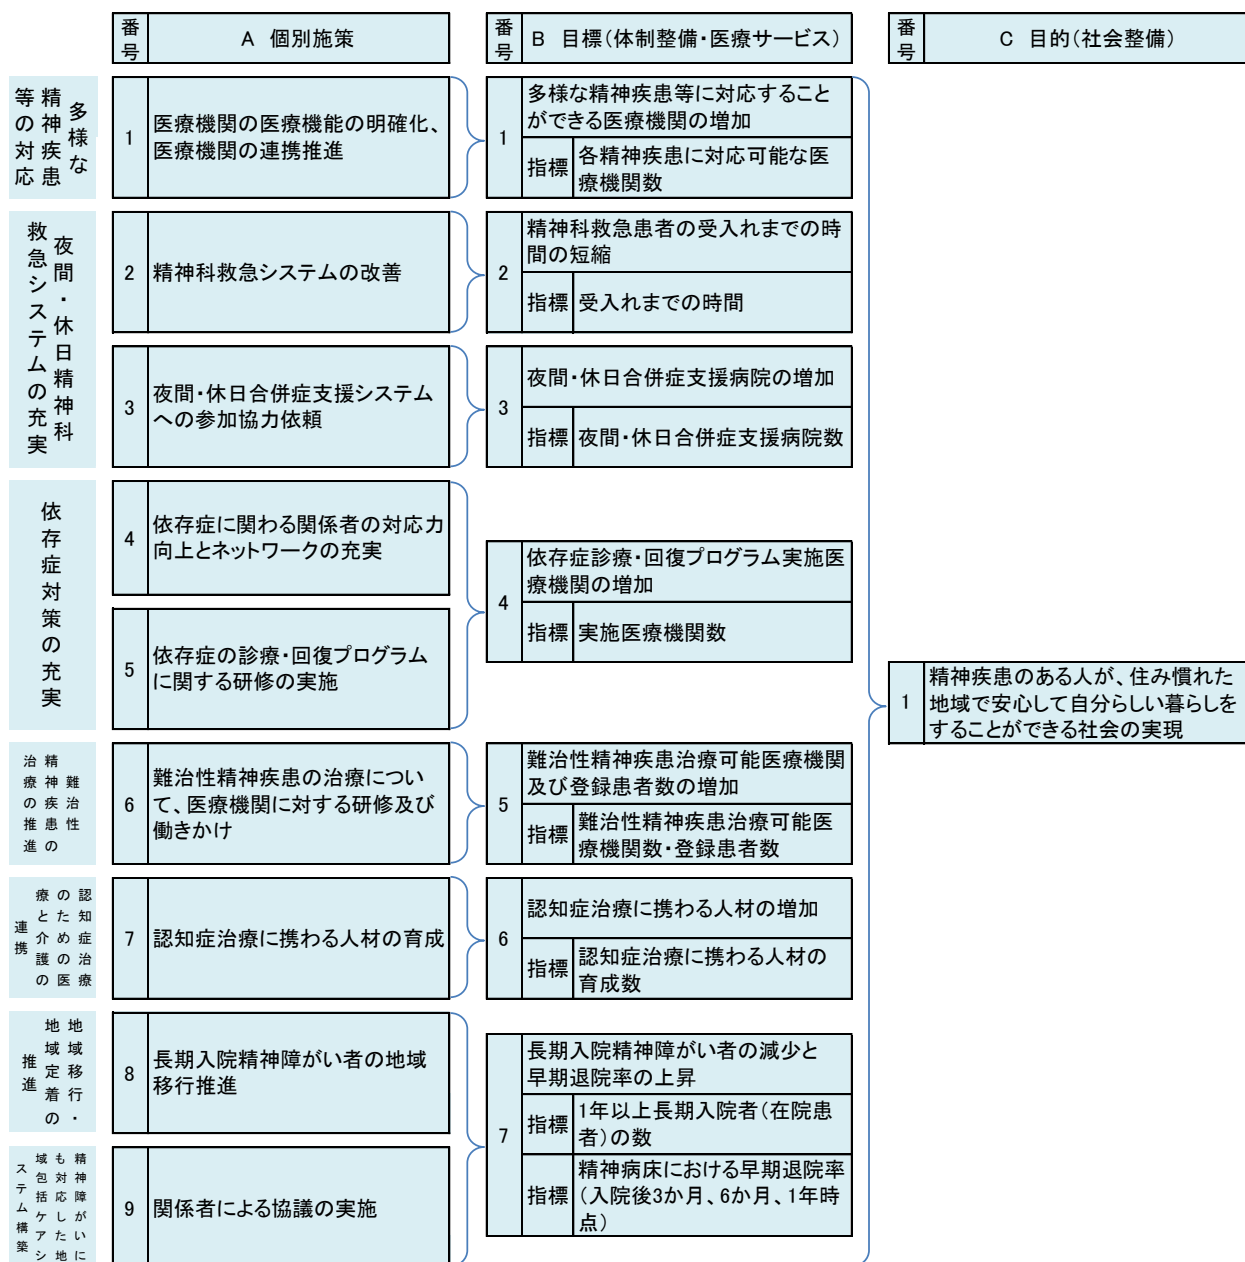 番号
A 個別施策
番号
B 目標(体制整備・医療サービス)
番号
C 目的(社会整備)
多様な
精神疾患
等の対応
1
医療機関の医療機能の明確化、
医療機関の連携推進
1
多様な精神疾患等に対応すること
ができる医療機関の増加
指標
各精神疾患に対応可能な医
療機関数
夜間・休日精神科
救急システムの充実
2
精神科救急システムの改善
2
精神科救急患者の受入れまでの時
間の短縮
指標
受入れまでの時間
3
夜間・休日合併症支援システム
への参加協力依頼
3
夜間・休日合併症支援病院の増加
指標
夜間・休日合併症支援病院数
依存症対策の充実
4
依存症に関わる関係者の対応力
向上とネットワークの充実
5
依存症の診療・回復プログラム
に関する研修の実施
4
依存症診療・回復プログラム実施医
療機関の増加
指標
実施医療機関数
1
精神疾患のある人が、住み慣れた
地域で安心して自分らしい暮らしを
することができる社会の実現
難治性
精神疾患の
治療の推進
6
難治性精神疾患の治療につい
て、医療機関に対する研修及び
働きかけ
5
難治性精神疾患治療可能医療機関
及び登録患者数の増加
指標
難治性精神疾患治療可能医
療機関数・登録患者数
認知症治療
のための医
療と介護の
連携
7
認知症治療に携わる人材の育成
6
認知症治療に携わる人材の増加
指標
認知症治療に携わる人材の
育成数
地域移行・
地域定着の
推進
8
長期入院精神障がい者の地域
移行推進
7
長期入院精神障がい者の減少と
早期退院率の上昇
指標
1年以上長期入院者(在院患
者)の数
指標
精神病床における早期退院率
(入院後3か月、6か月、1年時
点)
精神障がいに
も対応した地
域包括ケアシ
ステム構築
9
関係者による協議の実施